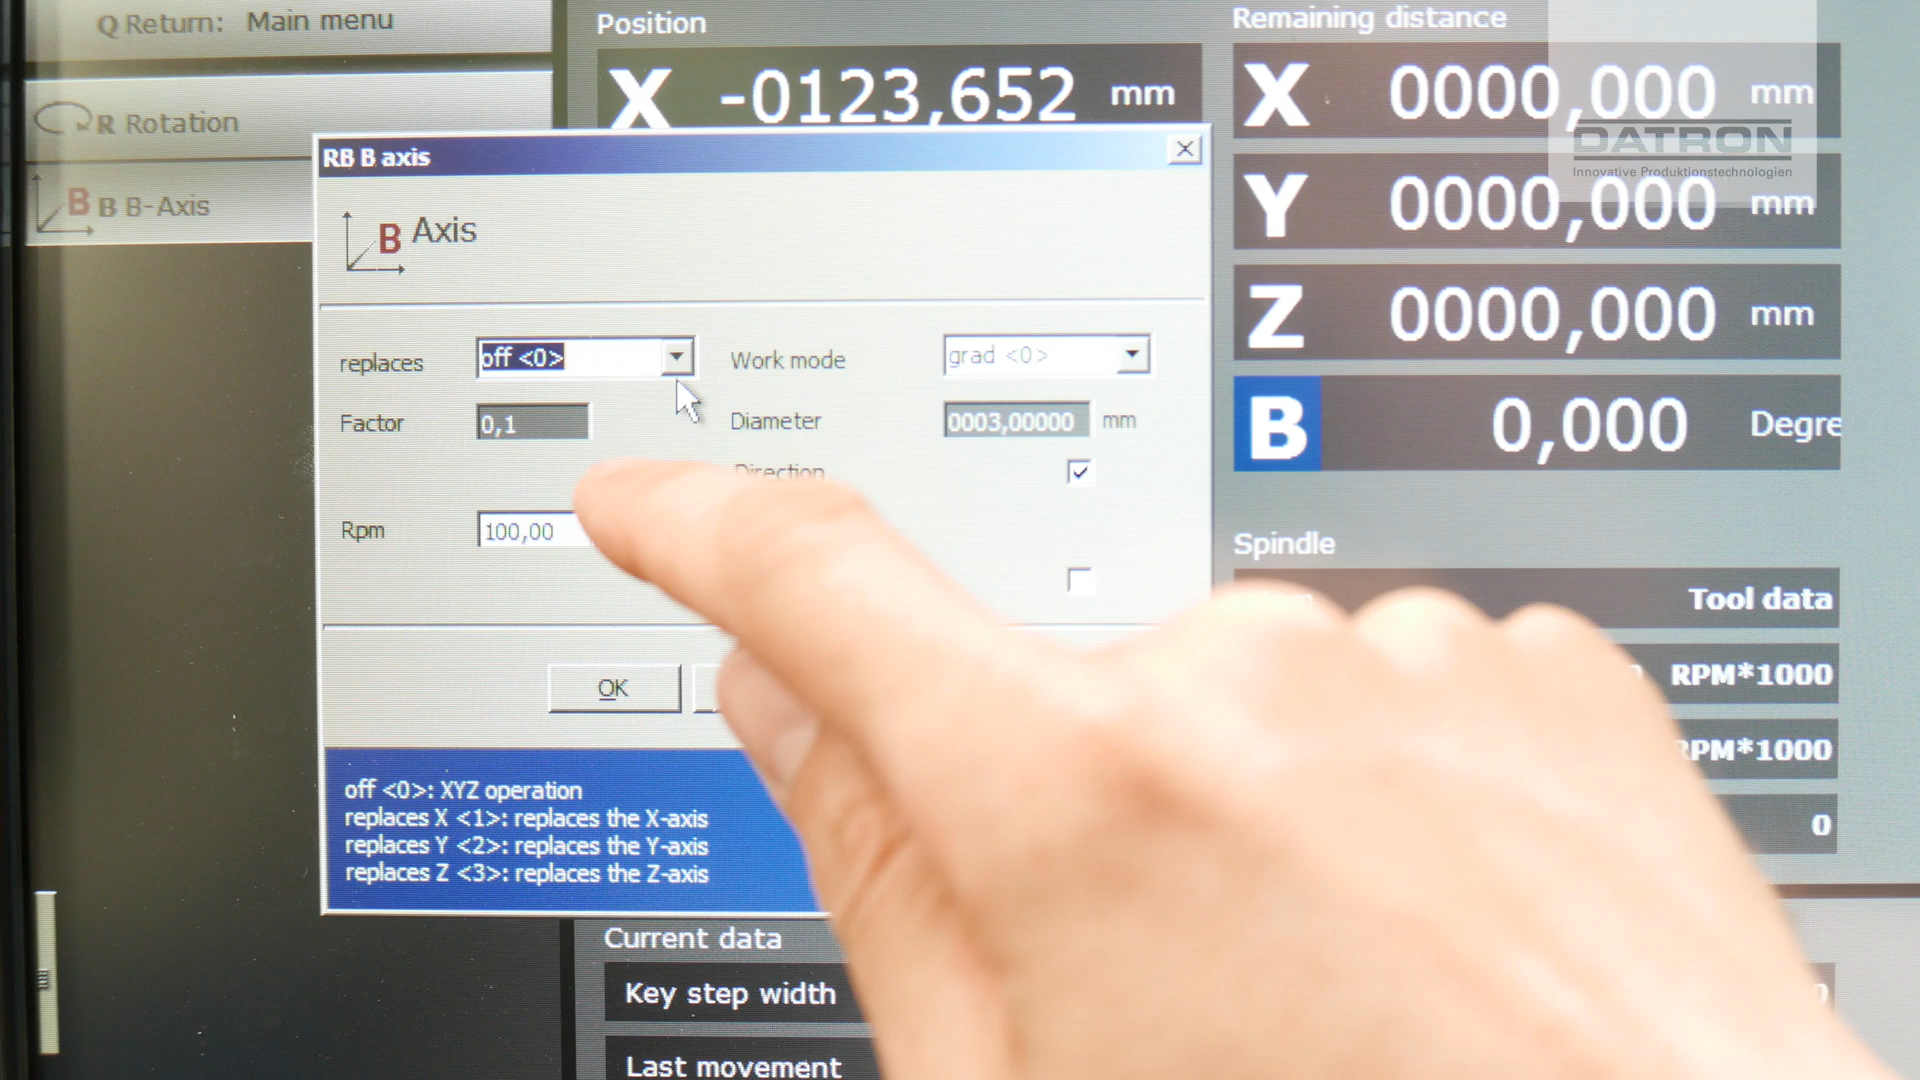 Q Return: Main menu
R Rotation
B B B-Axis
Position
X -0123,652 mm
Remaining distance
X 0000,000 mm
Y 0000,000 mm
Z 0000,000 mm
B 0,000 Degre
DATRON
Innovative Produktionstechnologien
RB B axis
B Axis
replaces off <0>
Work mode grad <0>
Factor 0,1
Diameter 0003,00000 mm
Direction
Rpm 100,00
OK
off <0>: XYZ operation
replaces X <1>: replaces the X-axis
replaces Y <2>: replaces the Y-axis
replaces Z <3>: replaces the Z-axis
Spindle
Tool data
RPM*1000
RPM*1000
0
Current data
Key step width
Last movement